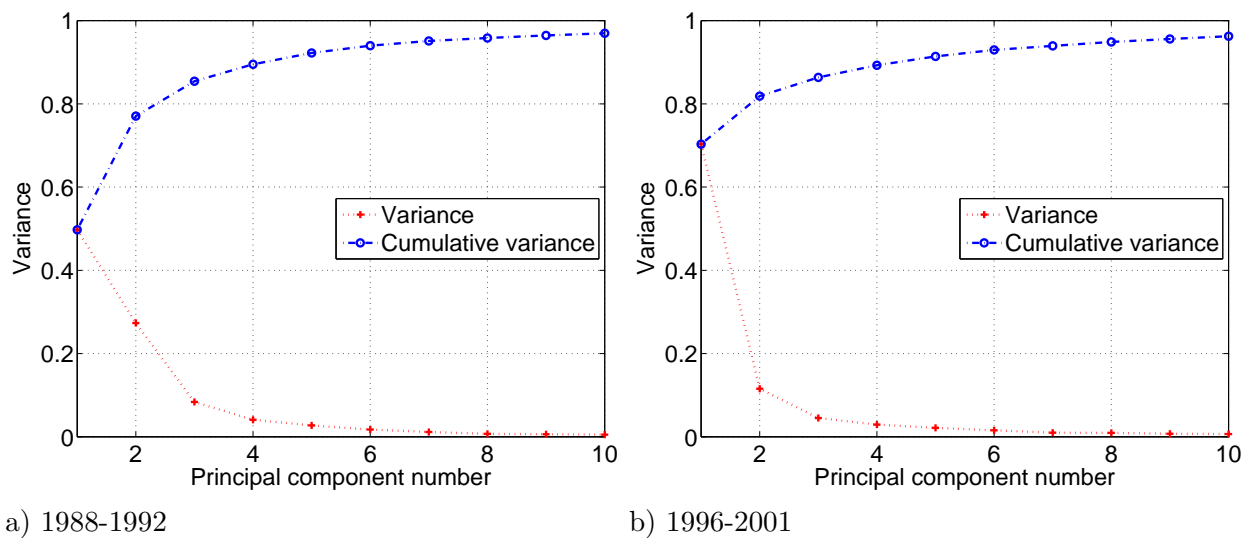 1
0.8
0.6
0.4
0.2
0
Variance
2
4
6
8
10
Principal component number
Variance
Cumulative variance
a) 1988-1992
1
0.8
0.6
0.4
0.2
0
Variance
2
4
6
8
10
Principal component number
Variance
Cumulative variance
b) 1996-2001